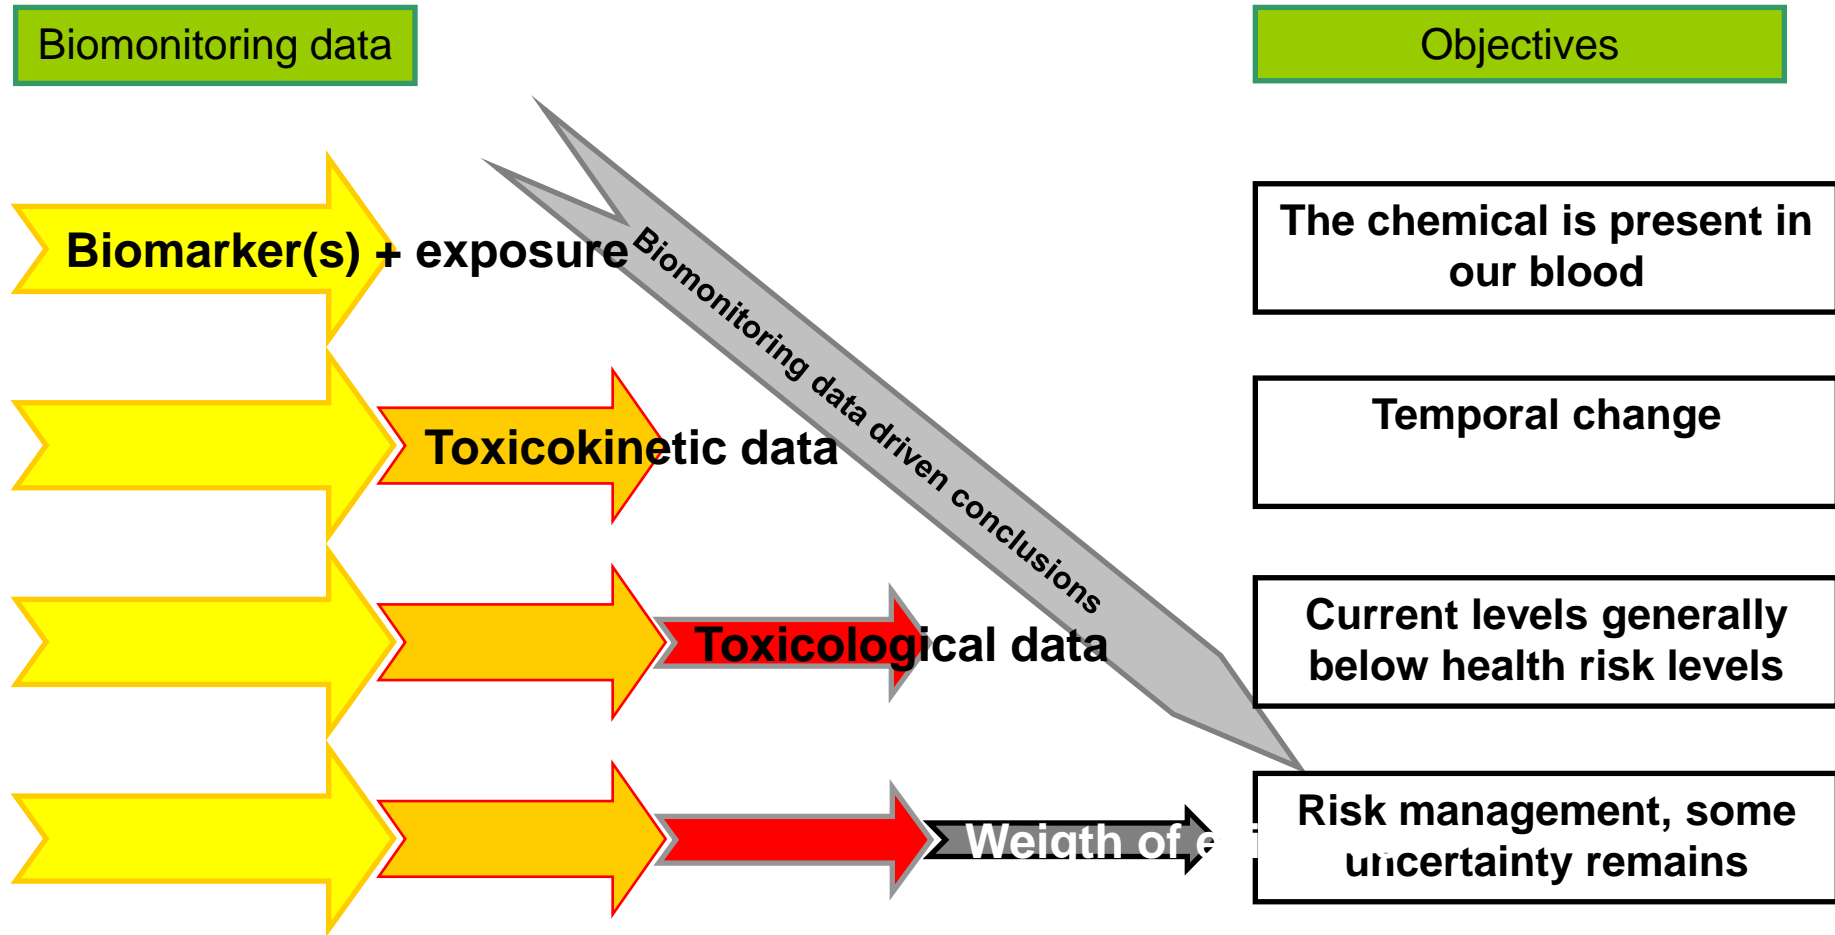 Biomonitoring data
Objectives
Biomarker(s) + exposure
Biomonitoring data driven conclusions
The chemical is present in
our blood
Toxicokinetic data
Temporal change
Toxicological data
Current levels generally
below health risk levels
Weigth of
Risk management, some
uncertainty remains